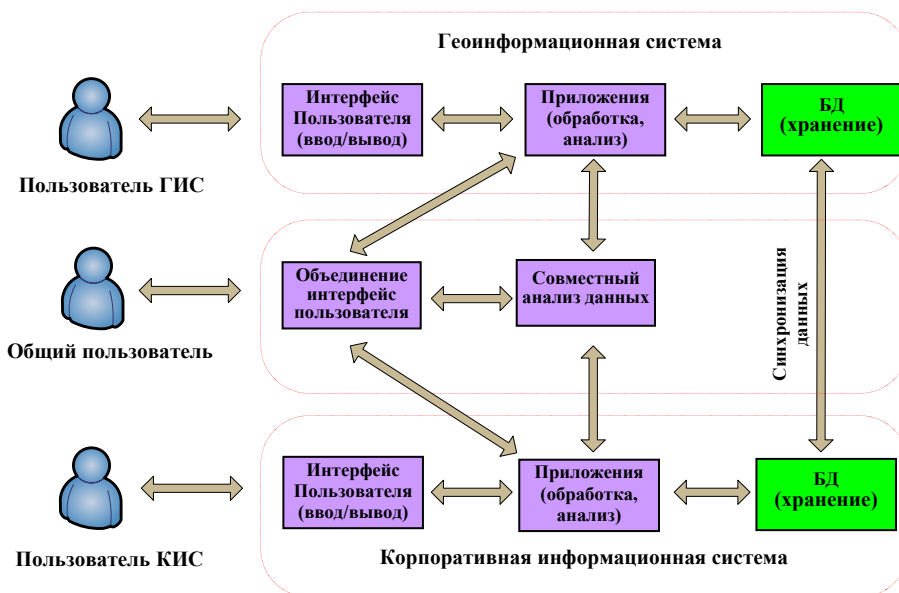 Геоинформационная система
Интерфейс
Пользователя
(ввод/вывод)
Приложения
(обработка,
анализ)
БД
(хранение)
Пользователь ГИС
Объединение
интерфейс
пользователя
Совместный
анализ данных
Синхронизация
данных
Общий пользователь
Интерфейс
Пользователя
(ввод/вывод)
Приложения
(обработка,
анализ)
БД
(хранение)
Пользователь КИС
Корпоративная информационная система